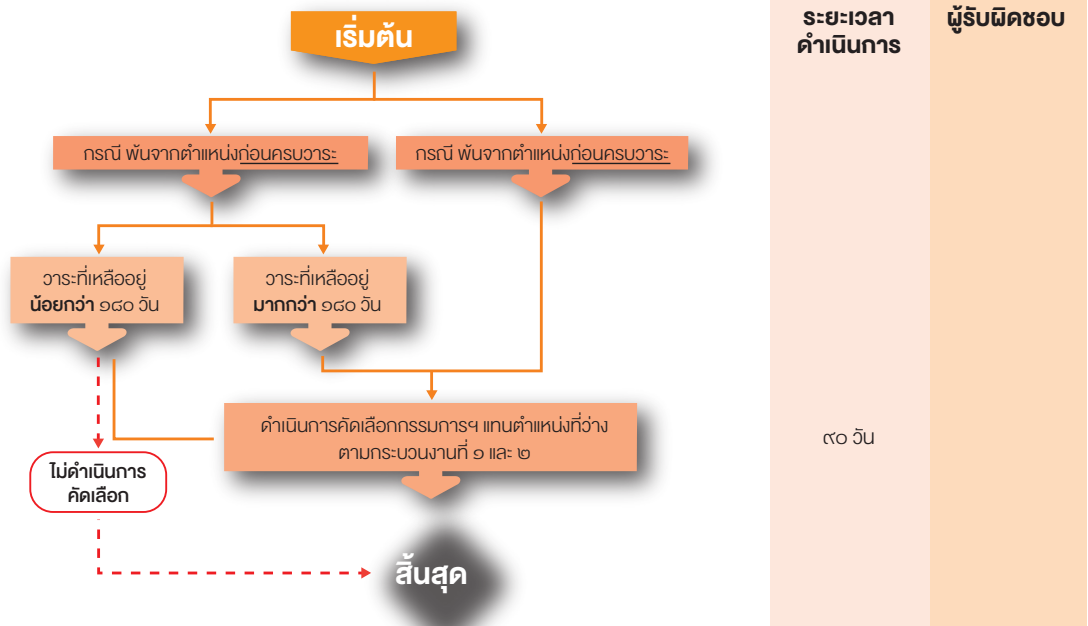 เริ่มต้น
ระยะเวลา
ดำเนินการ
ผู้รับผิดชอบ
กรณี พ้นจากตำแหน่งก่อนครบวาระ
กรณี พ้นจากตำแหน่งก่อนครบวาระ
วาระที่เหลืออยู่
น้อยกว่า ๑๘๐ วัน
วาระที่เหลืออยู่
มากกว่า ๑๘๐ วัน
ดำเนินการคัดเลือกกรรมการฯ แทนตำแหน่งที่ว่าง
ตามกระบวนงานที่ ๑ และ ๒
๙๐ วัน
ไม่ดำเนินการ
คัดเลือก
สิ้นสุด